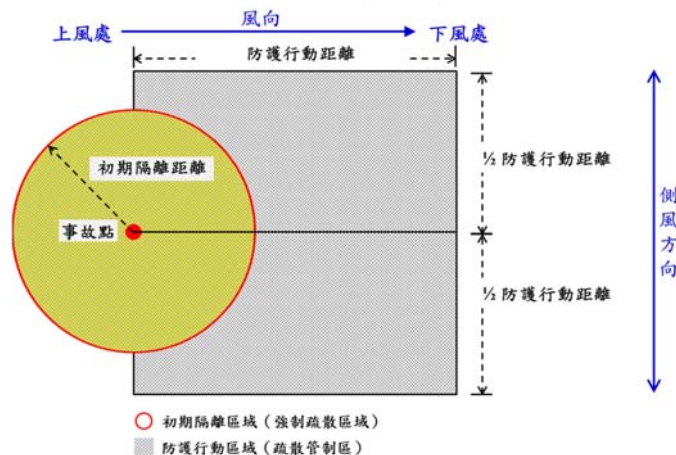 上風處
風向
下風處
防護行動距離
初期隔離距離
½ 防護行動距離
側風方向
事故點
½ 防護行動距離
初期隔離區域（強制疏散區域）
防護行動區域（疏散管制區）